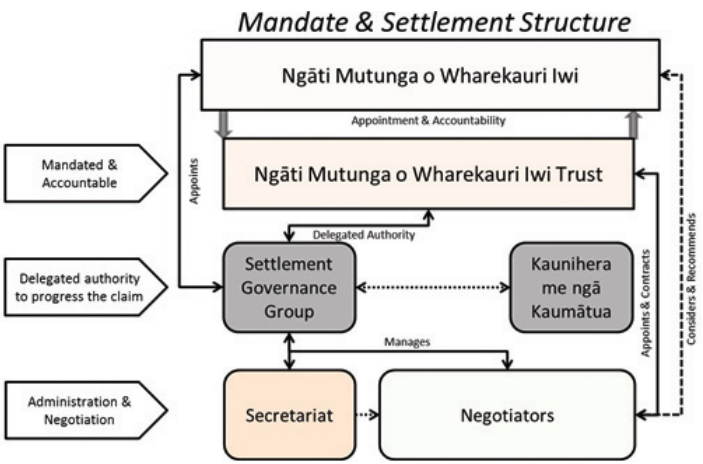 Mandate & Settlement Structure
Ngāti Mutunga o Wharekauri Iwi
Appointment & Accountability
Mandated &
Accountable
Appoints
Ngāti Mutunga o Wharekauri Iwi Trust
Delegated Authority
Delegated authority
to progress the claim
Settlement
Governance
Group
Kaunihera
me ngā
Kaumātua
Appoints & Contracts
Considers & Recommends
Manages
Administration &
Negotiation
Secretariat
Negotiators